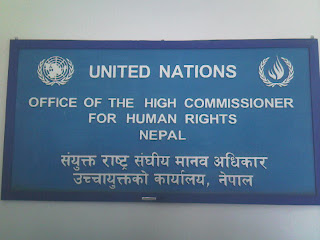 UNITED NATIONS
OFFICE OF THE HIGH COMMISSIONER
FOR HUMAN RIGHTS
NEPAL
संयुक्त राष्ट्र संघीय मानव अधिकार
उच्चायुक्तको कार्यालय, नेपाल